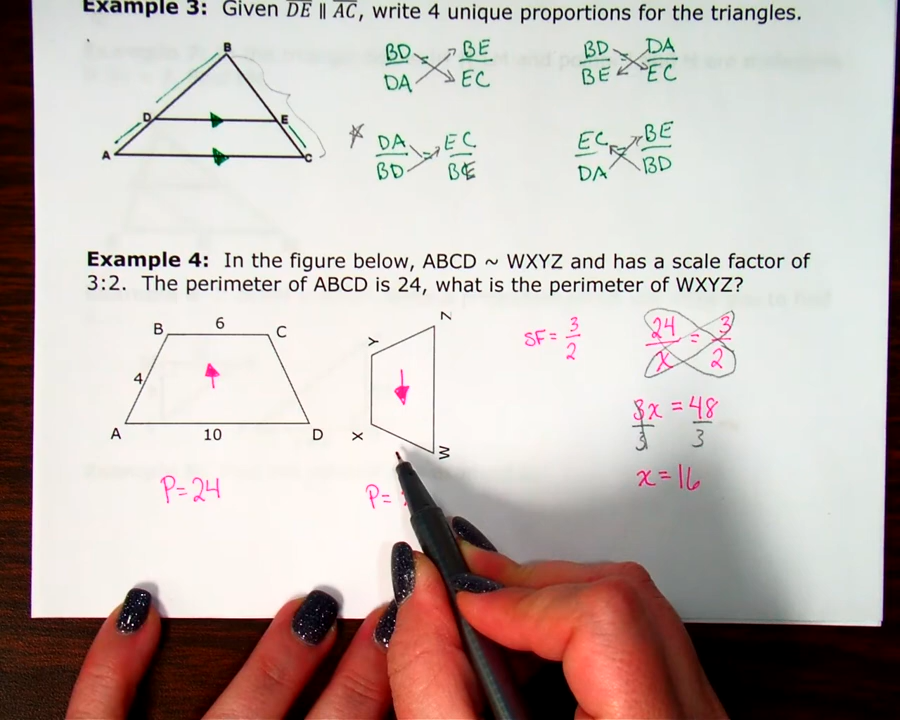 Example 3: Given DE ∥ AC, write 4 unique proportions for the triangles.
B
D
E
A
C
BD/DA = BE/EC
BD/BE = DA/EC
* DA/BD = EC/BE
EC/DA = BE/BD
Example 4: In the figure below, ABCD ~ WXYZ and has a scale factor of
3:2. The perimeter of ABCD is 24, what is the perimeter of WXYZ?
B 6 C
4
A 10 D
P=24
Y Z
X W
P=
SF = 3/2
24/x = 3/2
3x = 48
3 3
x = 16